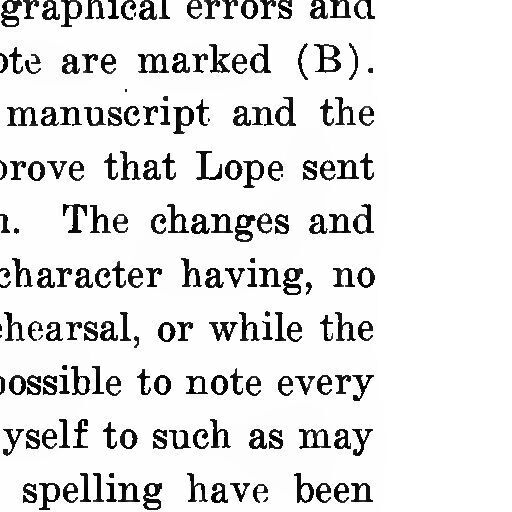 graphical errors and
ote are marked (B).
manuscript and the
prove that Lope sent
The changes and
character having, no
ehearsal, or while the
possible to note every
yself to such as may
spelling have been